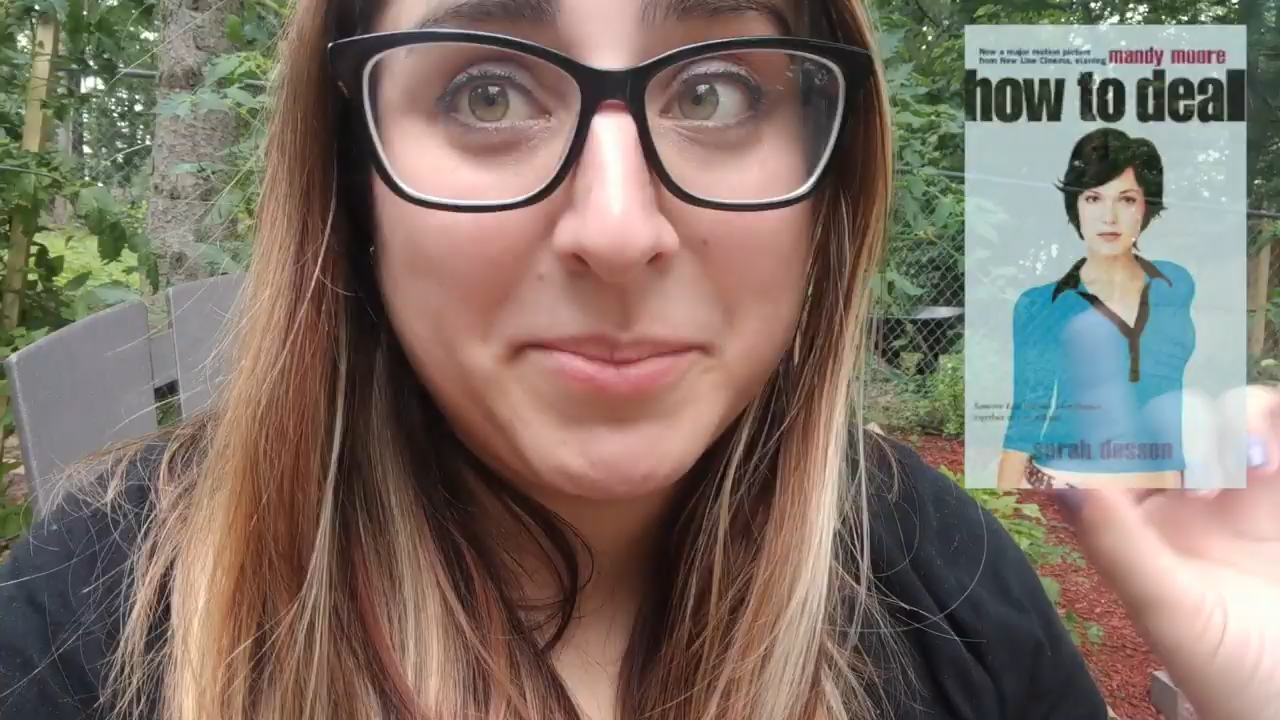 Now a major motion picture
from New Line Cinema, starring mandy moore
how to deal
sarah dessen